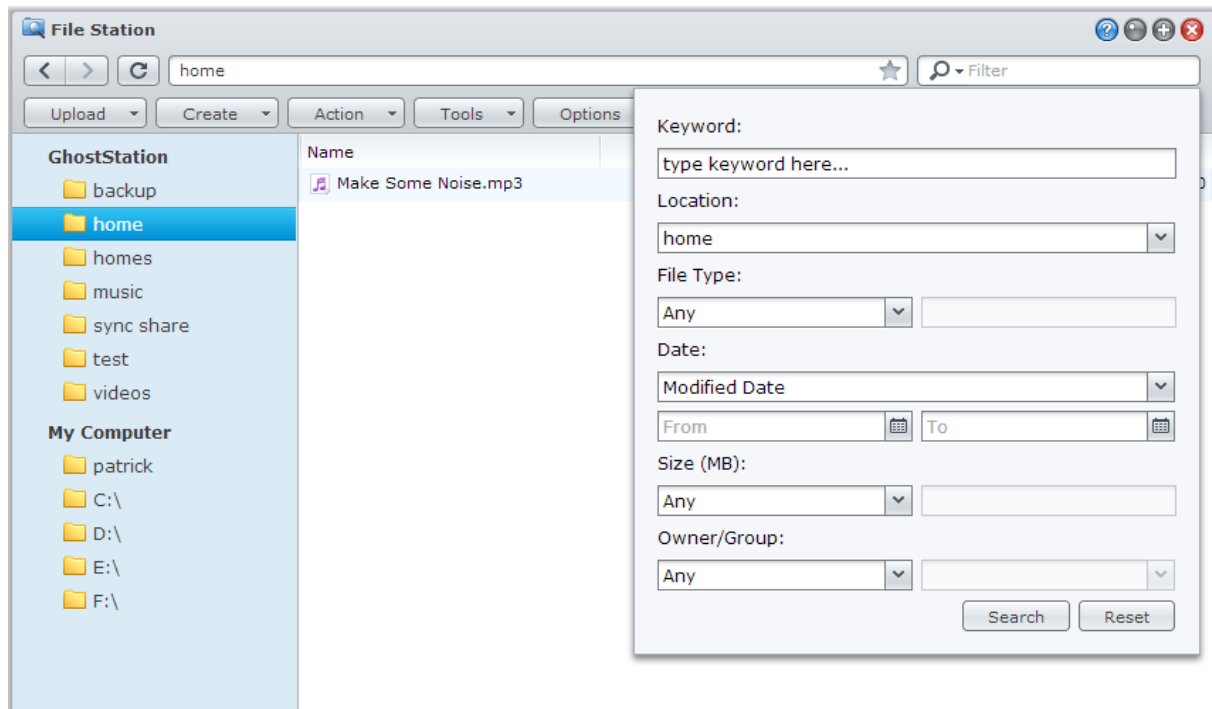 File Station
home
Filter
Upload Create Action Tools Options
GhostStation
backup
home
homes
music
sync share
test
videos
My Computer
patrick
C:\
D:\
E:\
F:\
Name
Make Some Noise.mp3
Keyword:
type keyword here...
Location:
home
File Type:
Any
Date:
Modified Date
From To
Size (MB):
Any
Owner/Group:
Any
Search Reset